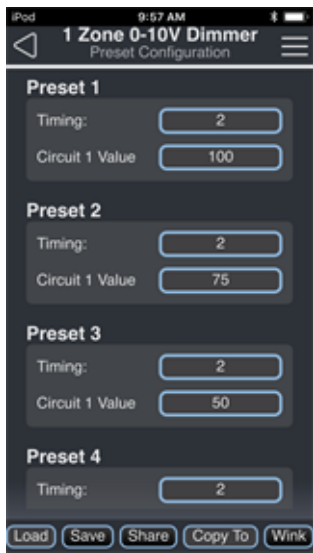 iPod 9:57 AM
1 Zone 0-10V Dimmer
Preset Configuration
Preset 1
Timing: 2
Circuit 1 Value 100
Preset 2
Timing: 2
Circuit 1 Value 75
Preset 3
Timing: 2
Circuit 1 Value 50
Preset 4
Timing: 2
Load Save Share Copy To Wink